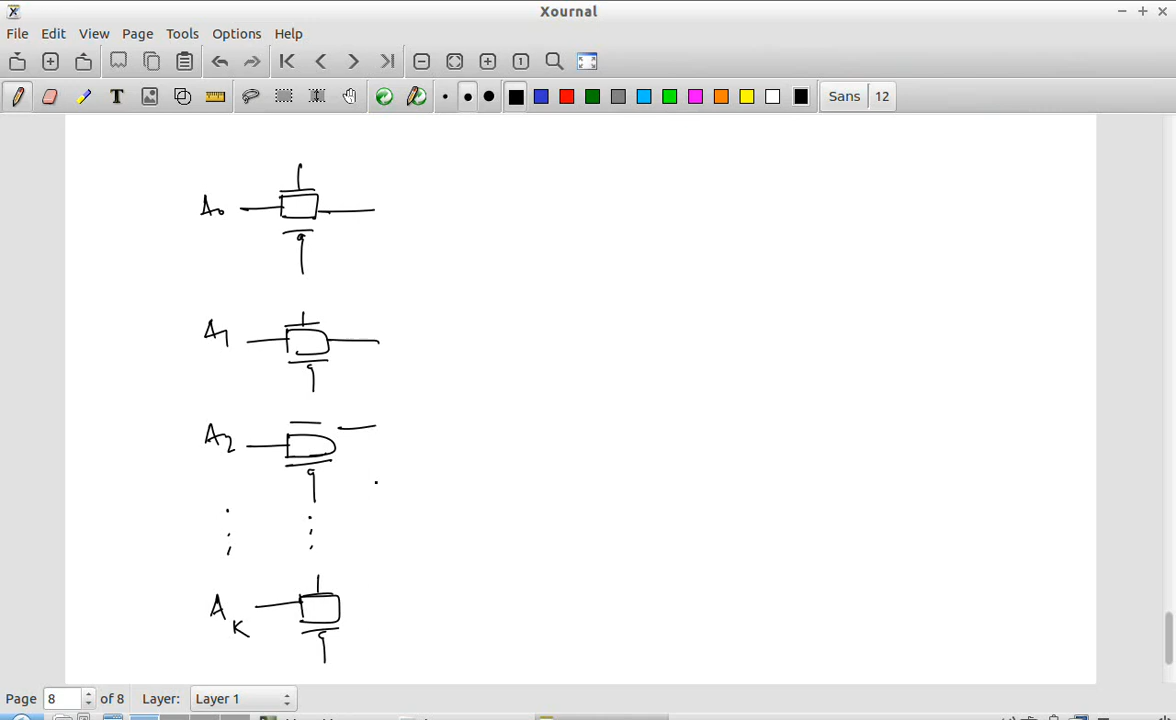 Xournal
File Edit View Page Tools Options Help
Sans 12
A0
A1
A2
AK
Page 8 of 8 Layer: Layer 1